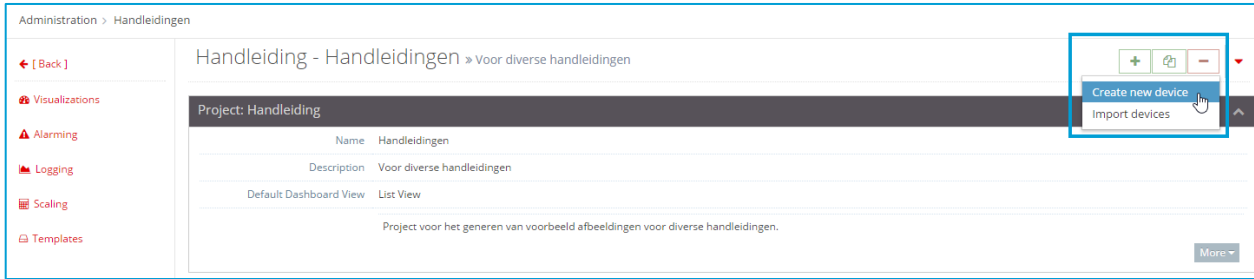 Administration > Handleidingen
[ Back ]
Handleiding - Handleidingen » Voor diverse handleidingen
Create new device
Import devices
Visualizations
Alarming
Logging
Scaling
Templates
Project: Handleiding
Name Handleidingen
Description Voor diverse handleidingen
Default Dashboard View List View
Project voor het generen van voorbeeld afbeeldingen voor diverse handleidingen.
More